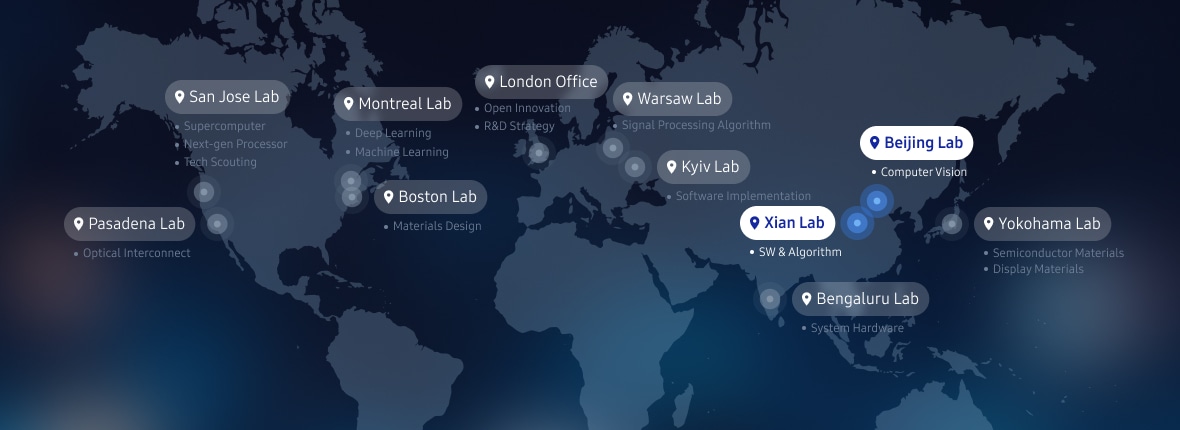 San Jose Lab
Supercomputer
Next-gen Processor
Tech Scouting
Montreal Lab
Deep Learning
Machine Learning
London Office
Open Innovation
R&D Strategy
Warsaw Lab
Signal Processing Algorithm
Beijing Lab
Computer Vision
Kyiv Lab
Software Implementation
Boston Lab
Materials Design
Pasadena Lab
Optical Interconnect
Xian Lab
SW & Algorithm
Yokohama Lab
Semiconductor Materials
Display Materials
Bengaluru Lab
System Hardware